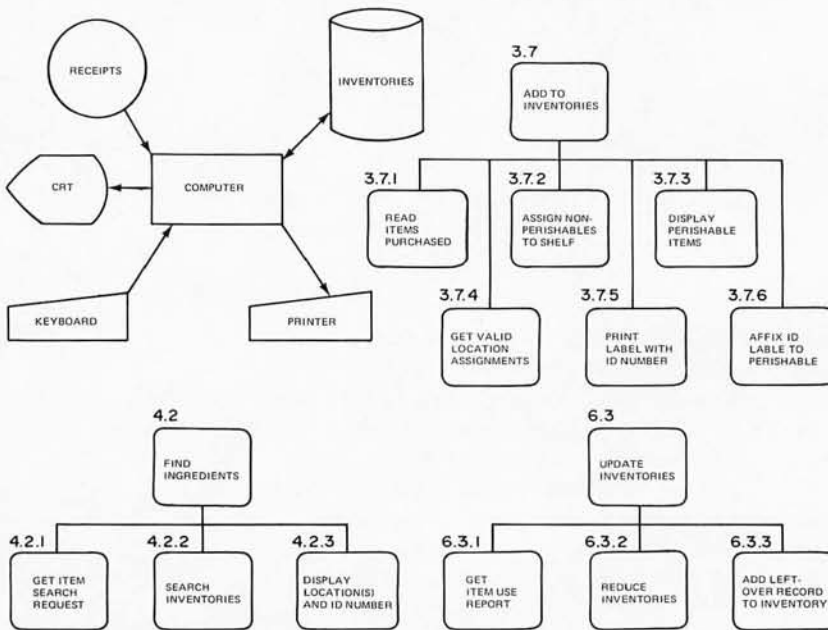 RECEIPTS
INVENTORIES
CRT
COMPUTER
KEYBOARD
PRINTER
3.7
ADD TO
INVENTORIES
3.7.1
READ
ITEMS
PURCHASED
3.7.2
ASSIGN NON-
PERISHABLES
TO SHELF
3.7.3
DISPLAY
PERISHABLE
ITEMS
3.7.4
GET VALID
LOCATION
ASSIGNMENTS
3.7.5
PRINT
LABEL WITH
ID NUMBER
3.7.6
AFFIX ID
LABLE TO
PERISHABLE
4.2
FIND
INGREDIENTS
4.2.1
GET ITEM
SEARCH
REQUEST
4.2.2
SEARCH
INVENTORIES
4.2.3
DISPLAY
LOCATION(S)
AND ID NUMBER
6.3
UPDATE
INVENTORIES
6.3.1
GET
ITEM USE
REPORT
6.3.2
REDUCE
INVENTORIES
6.3.3
ADD LEFT-
OVER RECORD
TO INVENTORY